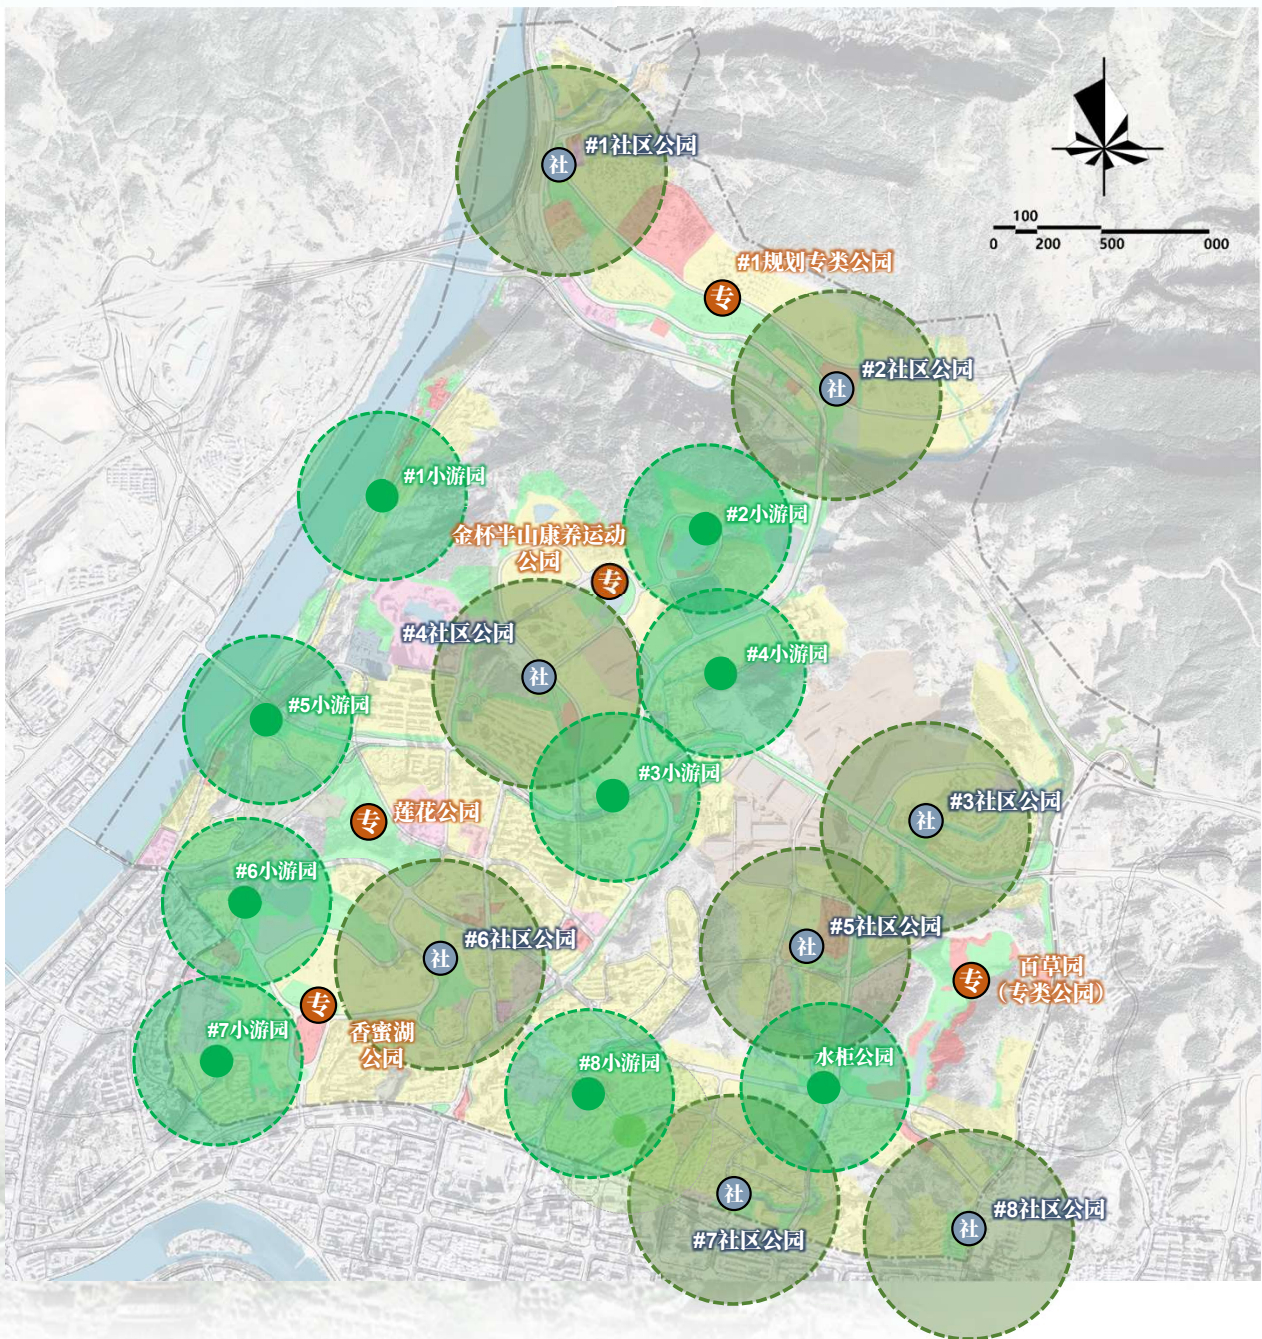 #1社区公园
社
100
0 200 500 000
#1规划专类公园
专
#2社区公园
社
#1小游园
#2小游园
金杯半山康养运动
公园
专
#4社区公园
社
#4小游园
#5小游园
#3小游园
#3社区公园
社
专
莲花公园
#6小游园
#6社区公园
社
#5社区公园
社
百草园
(专类公园)
专
专
香蜜湖
公园
#7小游园
#8小游园
水柜公园
社
#7社区公园
#8社区公园
社